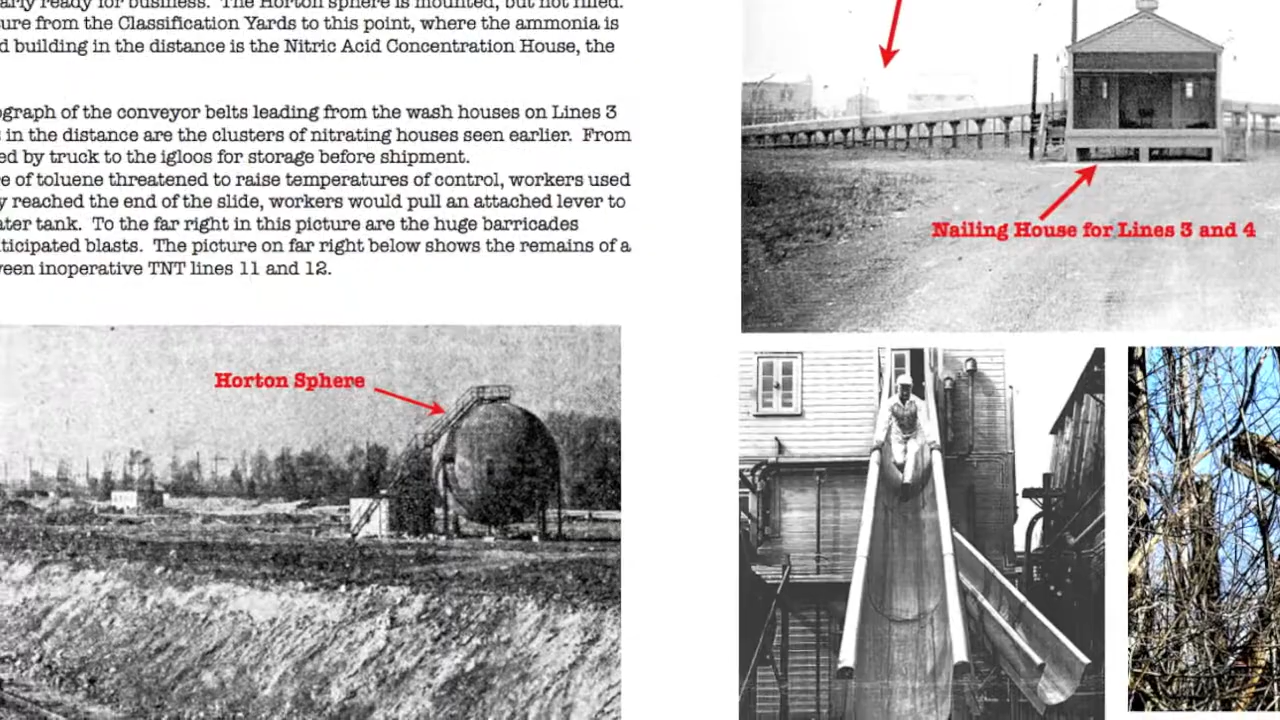 ready for business. The Horton sphere is mounted, but not filled.
ure from the Classification Yards to this point, where the ammonia is
d building in the distance is the Nitric Acid Concentration House, the
ograph of the conveyor belts leading from the wash houses on Lines 3
s in the distance are the clusters of nitrating houses seen earlier. From
ed by truck to the igloos for storage before shipment.
re of toluene threatened to raise temperatures of control, workers used
y reached the end of the slide, workers would pull an attached lever to
ater tank. To the far right in this picture are the huge barricades
ticipated blasts. The picture on far right below shows the remains of a
ween inoperative TNT lines 11 and 12.
Nailing House for Lines 3 and 4
Horton Sphere